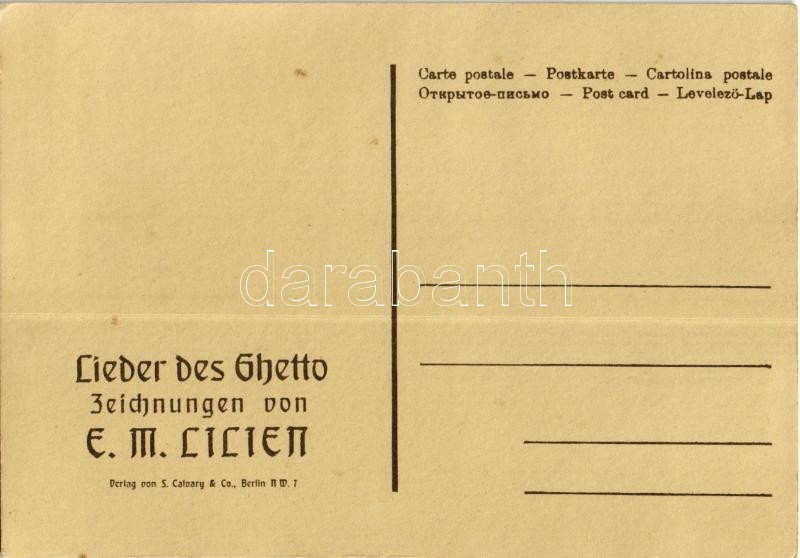 Carte postale — Postkarte — Cartolina postale
Открытое-письмо — Post card — Levelező-Lap
darabanth
Lieder des Ghetto
Zeichnungen von
E. M. LILIEN
Verlag von S. Calvary & Co., Berlin N W. 7